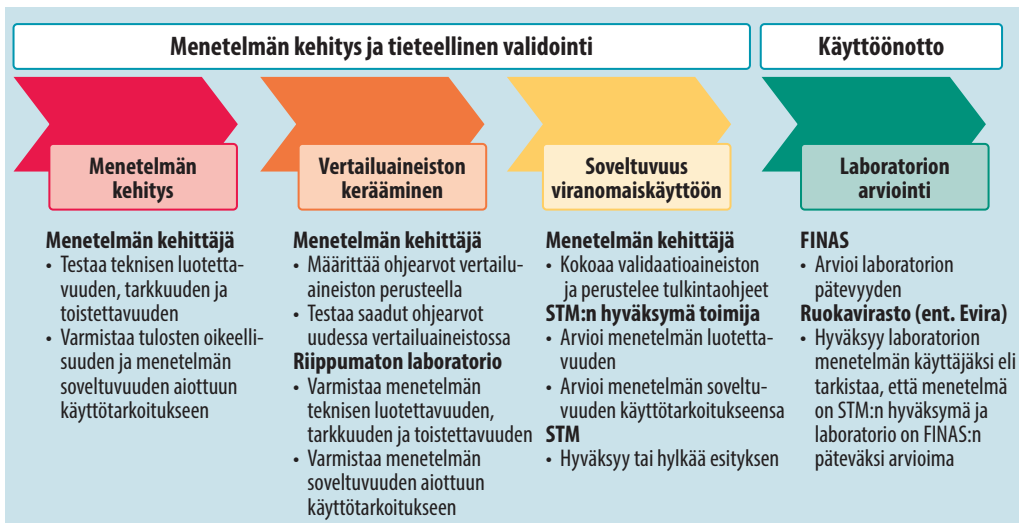 Menetelmän kehitys ja tieteellinen validointi
Käyttöönotto
Menetelmän
kehitys
Vertailuaineiston
kerääminen
Soveltuvuus
viranomaiskäyttöön
Laboratorion
arviointi
Menetelmän kehittäjä
• Testaa teknisen luotetta-
vuuden, tarkkuuden ja
toistettavuuden
• Varmistaa tulosten oikeelli-
suuden ja menetelmän
soveltuvuuden aiottuun
käyttötarkoitukseen
Menetelmän kehittäjä
• Määrittää ohjearvot vertailu-
aineiston perusteella
• Testaa saadut ohjearvot
uudessa vertailuaineistossa
Riippumaton laboratorio
• Varmistaa menetelmän
teknisen luotettavuuden,
tarkkuuden ja toistettavuuden
• Varmistaa menetelmän
soveltuvuuden aiottuun
käyttötarkoitukseen
Menetelmän kehittäjä
• Kokoaa validaatioaineiston
ja perustelee tulkintaohjeet
STM:n hyväksymä toimija
• Arvioi menetelmän luotetta-
vuuden
• Arvioi menetelmän soveltu-
vuuden käyttötarkoitukseensa
STM
• Hyväksyy tai hylkää esityksen
FINAS
• Arvioi laboratorion
pätevyyden
Ruokavirasto (ent. Evira)
• Hyväksyy laboratorion
menetelmän käyttäjäksi eli
tarkistaa, että menetelmä
on STM:n hyväksymä ja
laboratorio on FINAS:n
päteväksi arvioima